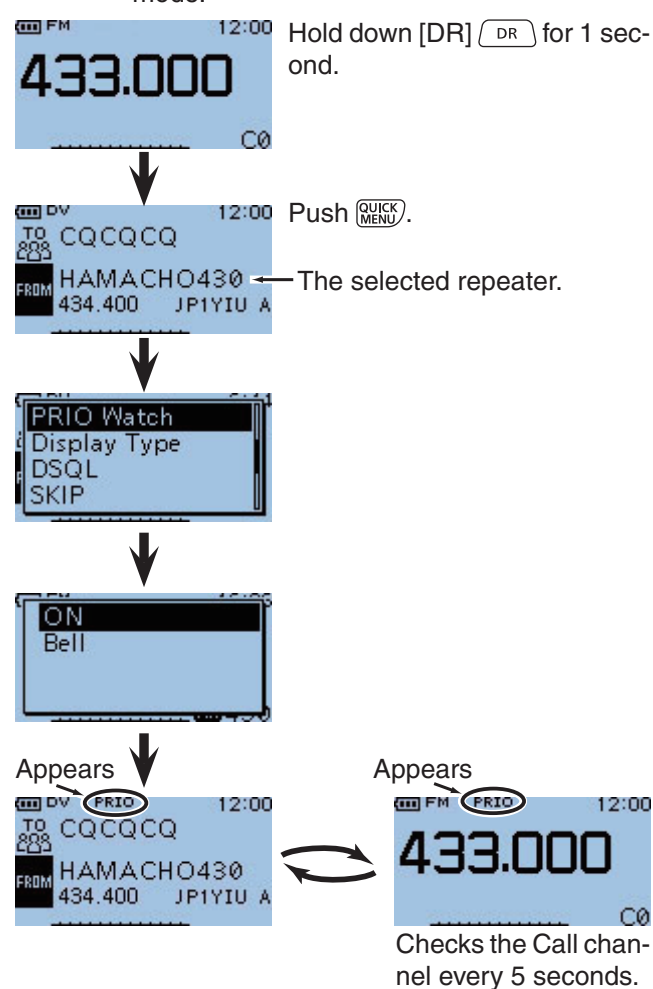 mode.
FM 12:00
433.000
C0
Hold down [DR] DR for 1 sec-
ond.
DV 12:00
TO CQCQCQ
FROM HAMACHO430
434.400 JP1YIU A
Push QUICK MENU.
The selected repeater.
PRIO Watch
Display Type
DSQL
SKIP
ON
Bell
Appears
DV PRIO 12:00
TO CQCQCQ
FROM HAMACHO430
434.400 JP1YIU A
Appears
FM PRIO 12:00
433.000
C0
Checks the Call chan-
nel every 5 seconds.